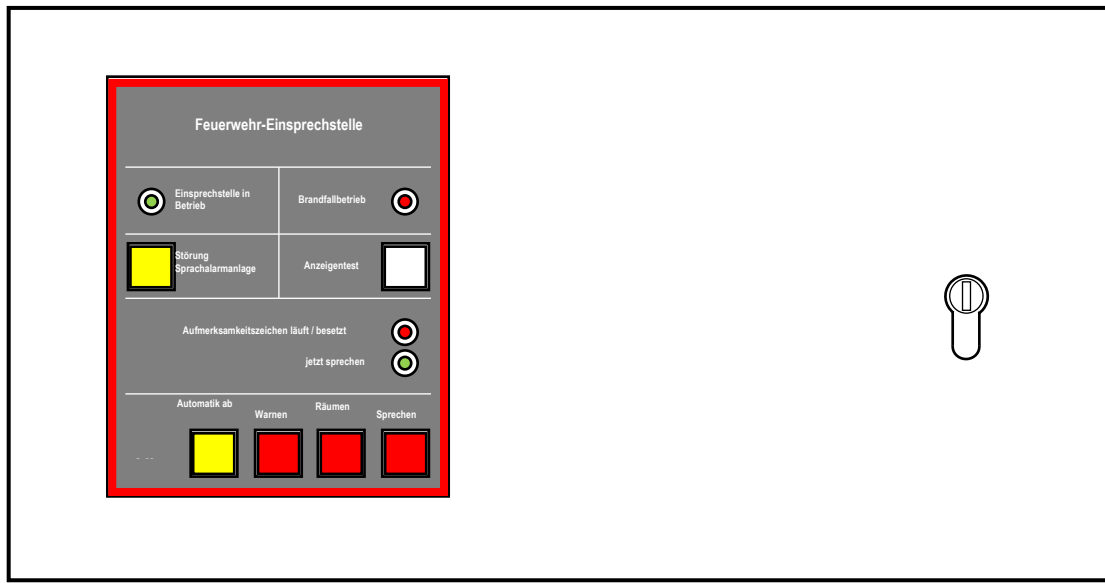 Feuerwehr-Einsprechstelle
Einsprechstelle in
Betrieb
Brandfallbetrieb
Störung
Sprachalarmanlage
Anzeigentest
Aufmerksamkeitszeichen läuft / besetzt
jetzt sprechen
Automatik ab
Warnen
Räumen
Sprechen